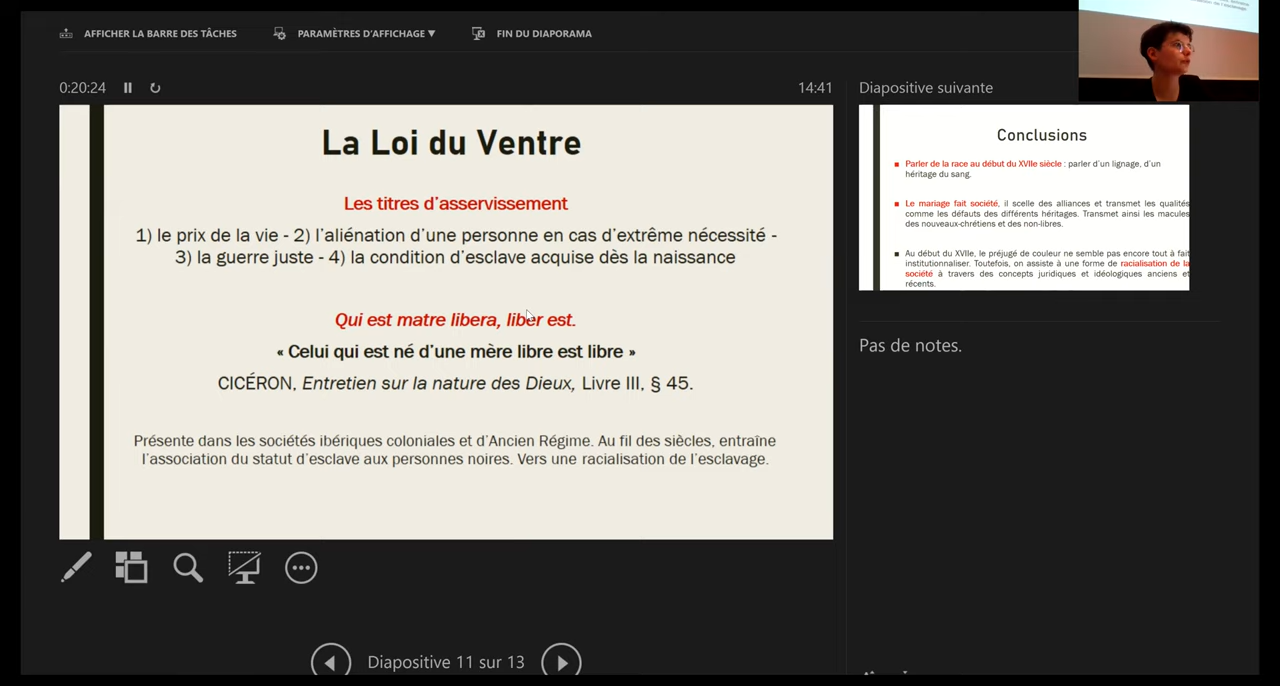 AFFICHER LA BARRE DES TÂCHES
PARAMÈTRES D'AFFICHAGE ▼
FIN DU DIAPORAMA
0:20:24
14:41
La Loi du Ventre
Les titres d'asservissement
1) le prix de la vie - 2) l'aliénation d'une personne en cas d'extrême nécessité -
3) la guerre juste - 4) la condition d'esclave acquise dès la naissance
Qui est matre libera, liber est.
« Celui qui est né d'une mère libre est libre »
CICÉRON, Entretien sur la nature des Dieux, Livre III, § 45.
Présente dans les sociétés ibériques coloniales et d'Ancien Régime. Au fil des siècles, entraîne
l'association du statut d'esclave aux personnes noires. Vers une racialisation de l'esclavage.
Diapositive suivante
Conclusions
Parler de la race au début du XVIIe siècle : parler d'un lignage, d'un
héritage du sang.
Le mariage fait société, il scelle des alliances et transmet les qualités
comme les défauts des différents héritages. Transmet ainsi les macules
des nouveaux-chrétiens et des non-libres.
Au début du XVIIe, le préjugé de couleur ne semble pas encore tout à fait
institutionnaliser. Toutefois, on assiste à une forme de racialisation de la
société à travers des concepts juridiques et idéologiques anciens et
récents.
Pas de notes.
Diapositive 11 sur 13